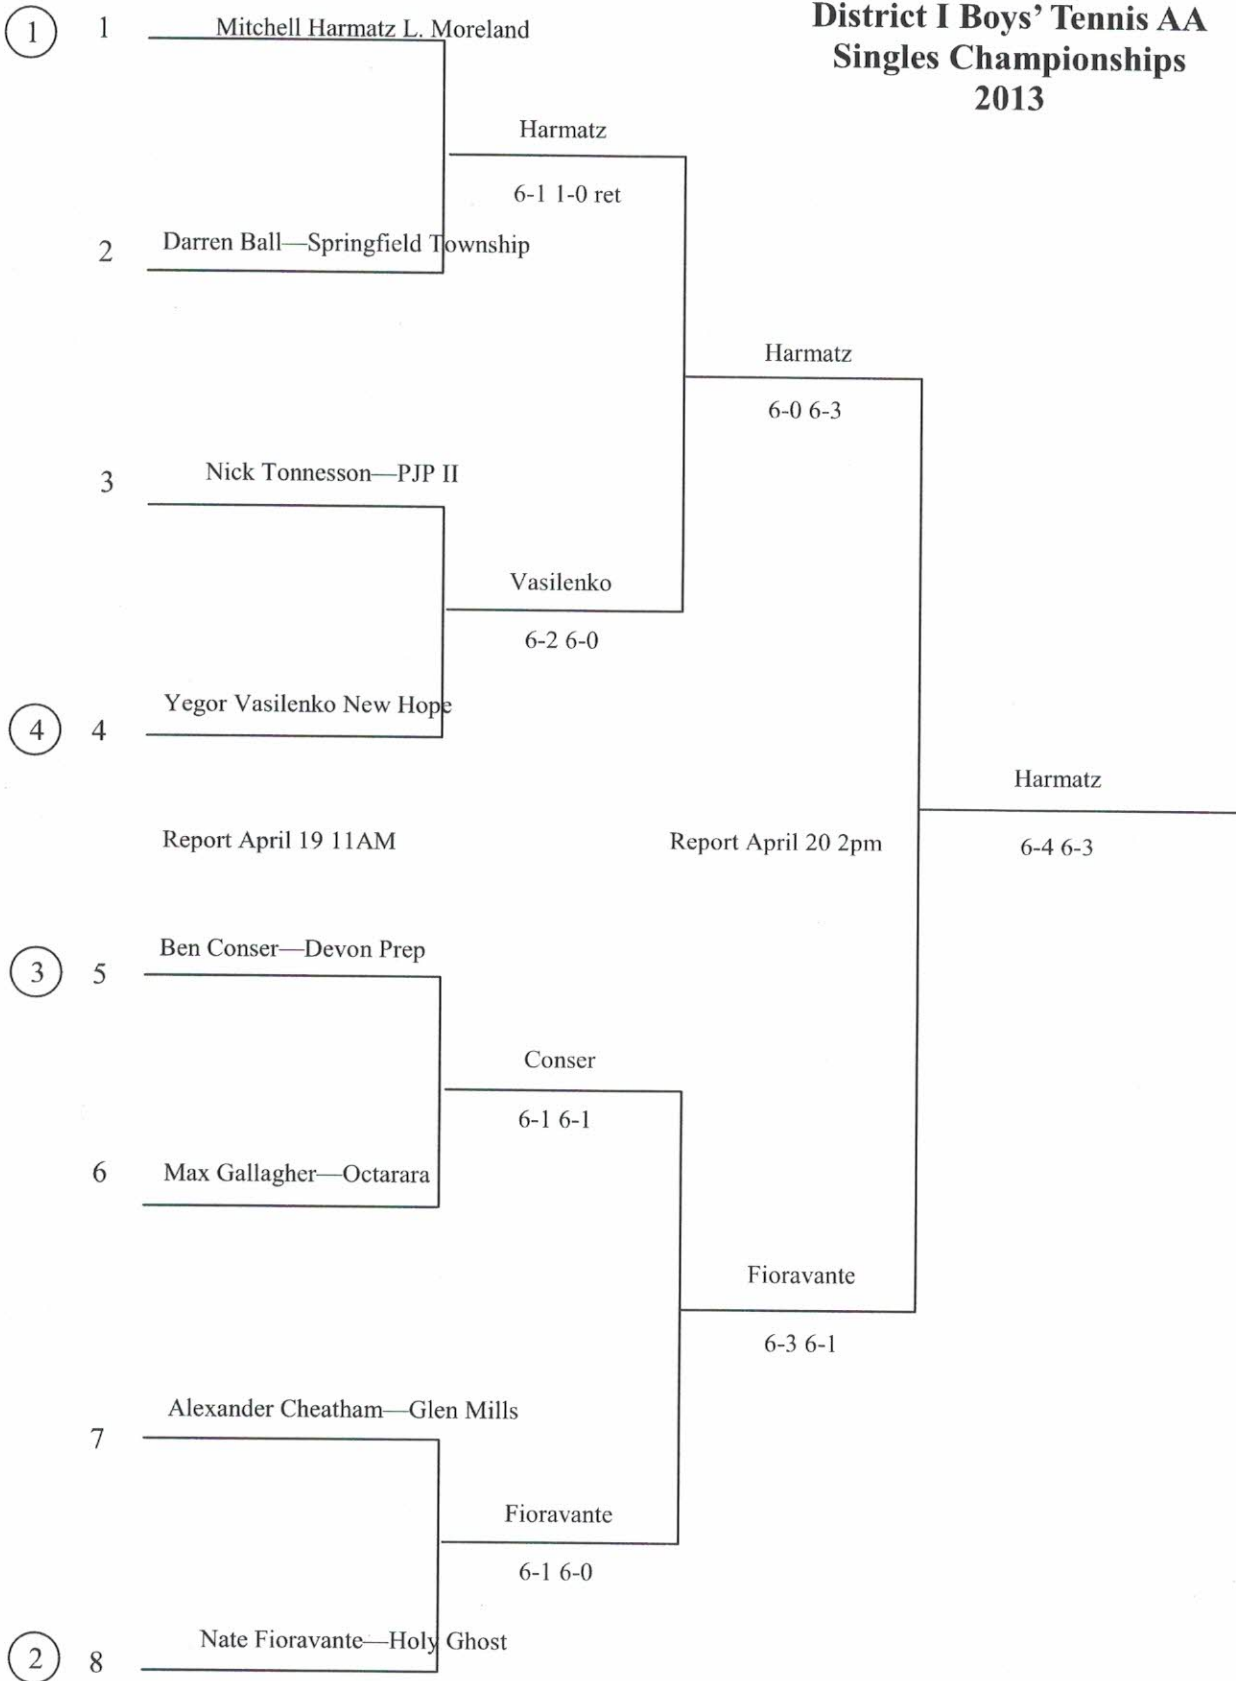 District I Boys’ Tennis AA
Singles Championships
2013
1 1 Mitchell Harmatz L. Moreland
Harmatz
6-1 1-0 ret
2 Darren Ball—Springfield Township
Harmatz
6-0 6-3
3 Nick Tonnesson—PJP II
Vasilenko
6-2 6-0
4 4 Yegor Vasilenko New Hope
Harmatz
6-4 6-3
Report April 19 11AM
Report April 20 2pm
3 5 Ben Conser—Devon Prep
Conser
6-1 6-1
6 Max Gallagher—Octarara
Fioravante
6-3 6-1
7 Alexander Cheatham—Glen Mills
Fioravante
6-1 6-0
2 8 Nate Fioravante—Holy Ghost